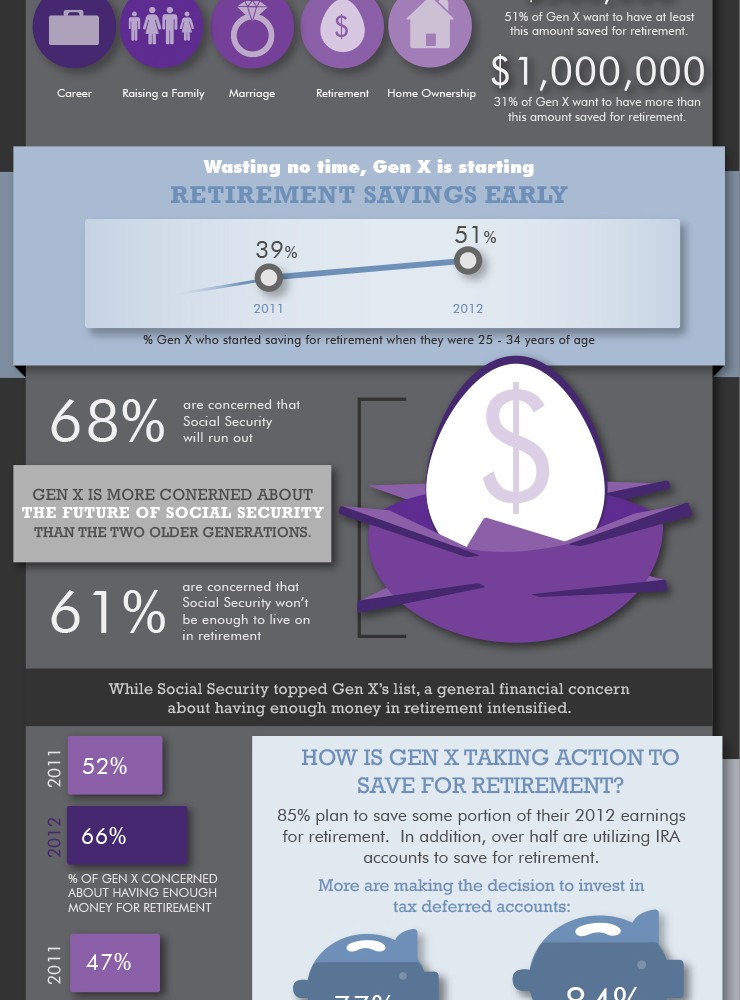 $
Career
Raising a Family
Marriage
Retirement
Home Ownership
51% of Gen X want to have at least
this amount saved for retirement.
$1,000,000
31% of Gen X want to have more than
this amount saved for retirement.
Wasting no time, Gen X is starting
RETIREMENT SAVINGS EARLY
39%
51%
2011
2012
% Gen X who started saving for retirement when they were 25 - 34 years of age
68%
are concerned that
Social Security
will run out
GEN X IS MORE CONERNED ABOUT
THE FUTURE OF SOCIAL SECURITY
THAN THE TWO OLDER GENERATIONS.
61%
are concerned that
Social Security won't
be enough to live on
in retirement
$
While Social Security topped Gen X's list, a general financial concern
about having enough money in retirement intensified.
2011
52%
2012
66%
% OF GEN X CONCERNED
ABOUT HAVING ENOUGH
MONEY FOR RETIREMENT
2011
47%
HOW IS GEN X TAKING ACTION TO
SAVE FOR RETIREMENT?
85% plan to save some portion of their 2012 earnings
for retirement. In addition, over half are utilizing IRA
accounts to save for retirement.
More are making the decision to invest in
tax deferred accounts:
77%
84%